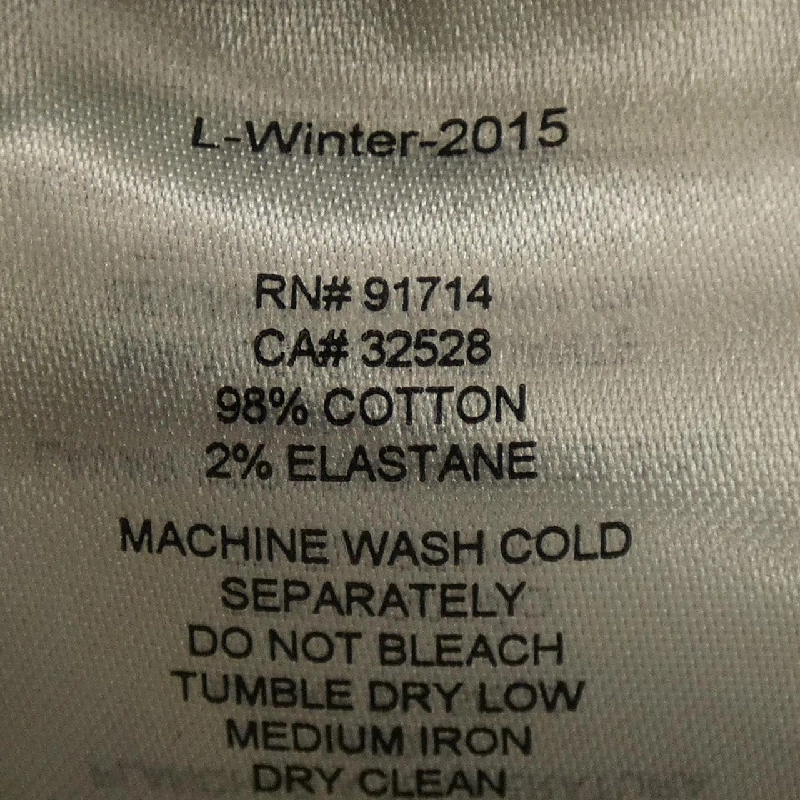 L-Winter-2015
RN# 91714
CA# 32528
98% COTTON
2% ELASTANE
MACHINE WASH COLD
SEPARATELY
DO NOT BLEACH
TUMBLE DRY LOW
MEDIUM IRON
DRY CLEAN